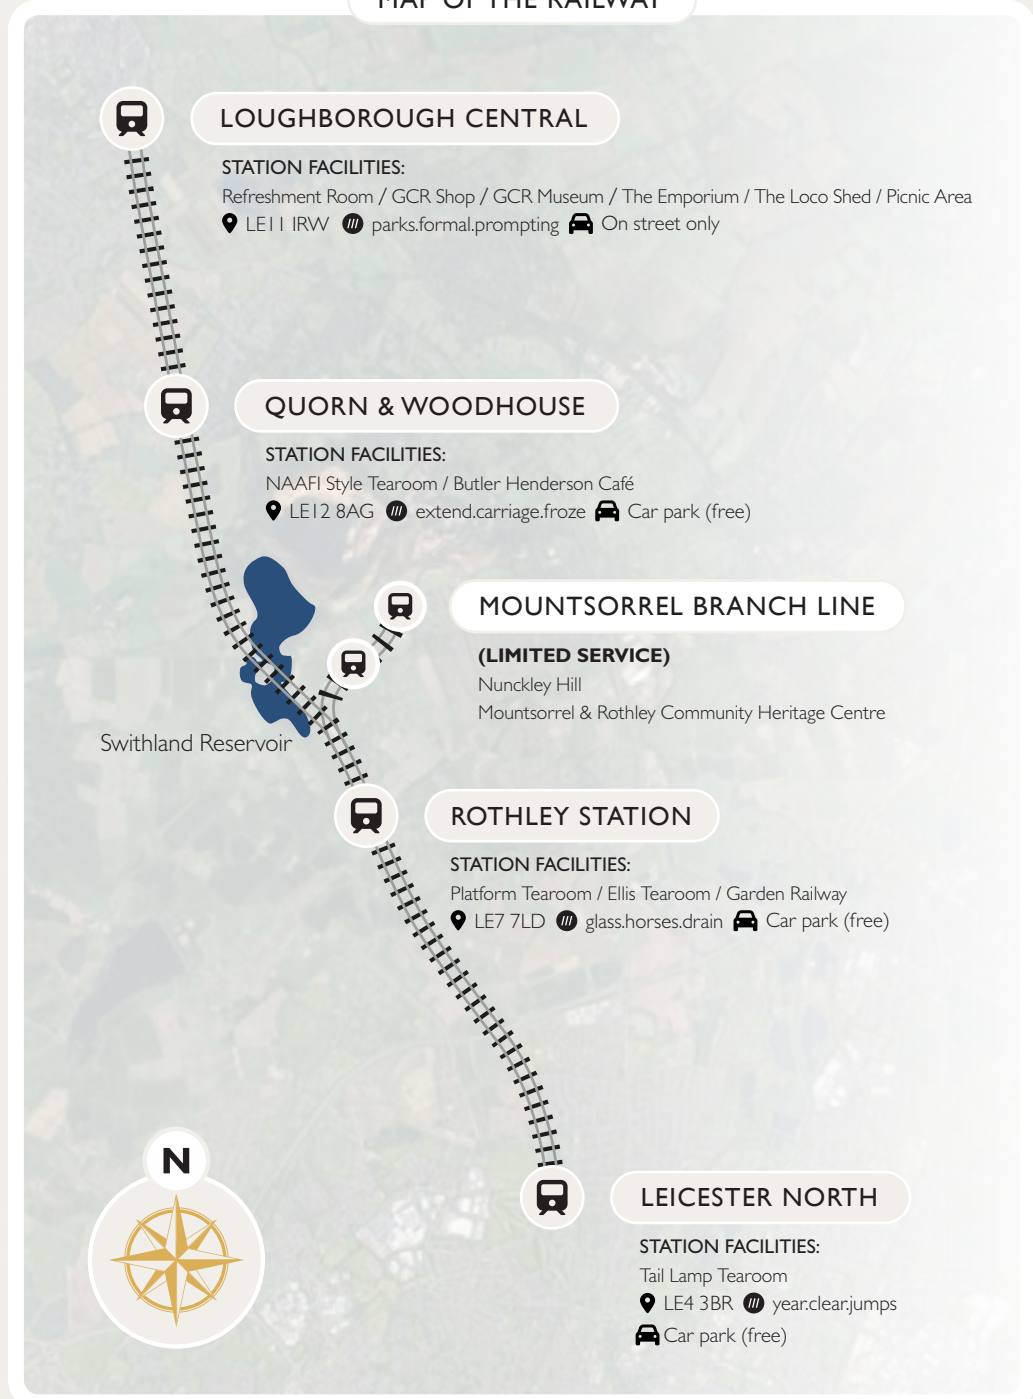 MAP OF THE RAILWAY
LOUGHBOROUGH CENTRAL
STATION FACILITIES:
Refreshment Room / GCR Shop / GCR Museum / The Emporium / The Loco Shed / Picnic Area
LE11 1RW /// parks.formal.prompting On street only
QUORN & WOODHOUSE
STATION FACILITIES:
NAAFI Style Tearoom / Butler Henderson Café
LE12 8AG /// extend.carriage.froze Car park (free)
MOUNTSORREL BRANCH LINE
(LIMITED SERVICE)
Nunckley Hill
Mountsorrel & Rothley Community Heritage Centre
Swithland Reservoir
ROTHLEY STATION
STATION FACILITIES:
Platform Tearoom / Ellis Tearoom / Garden Railway
LE7 7LD /// glass.horses.drain Car park (free)
N
LEICESTER NORTH
STATION FACILITIES:
Tail Lamp Tearoom
LE4 3BR /// year.clear.jumps
Car park (free)